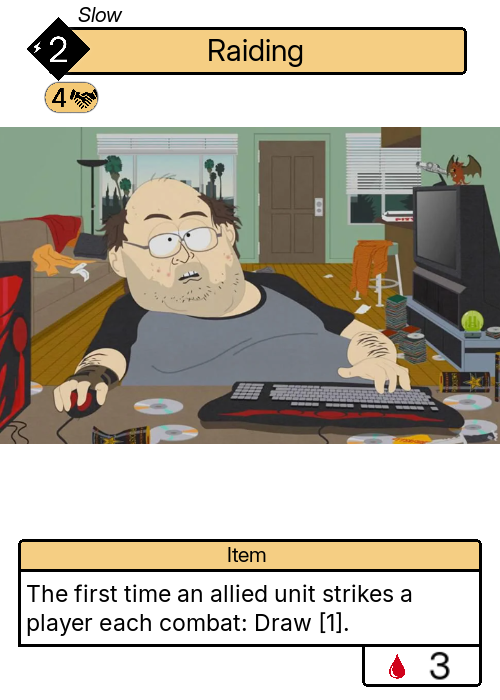 Slow
2
Raiding
4
Item
The first time an allied unit strikes a
player each combat: Draw [1].
3